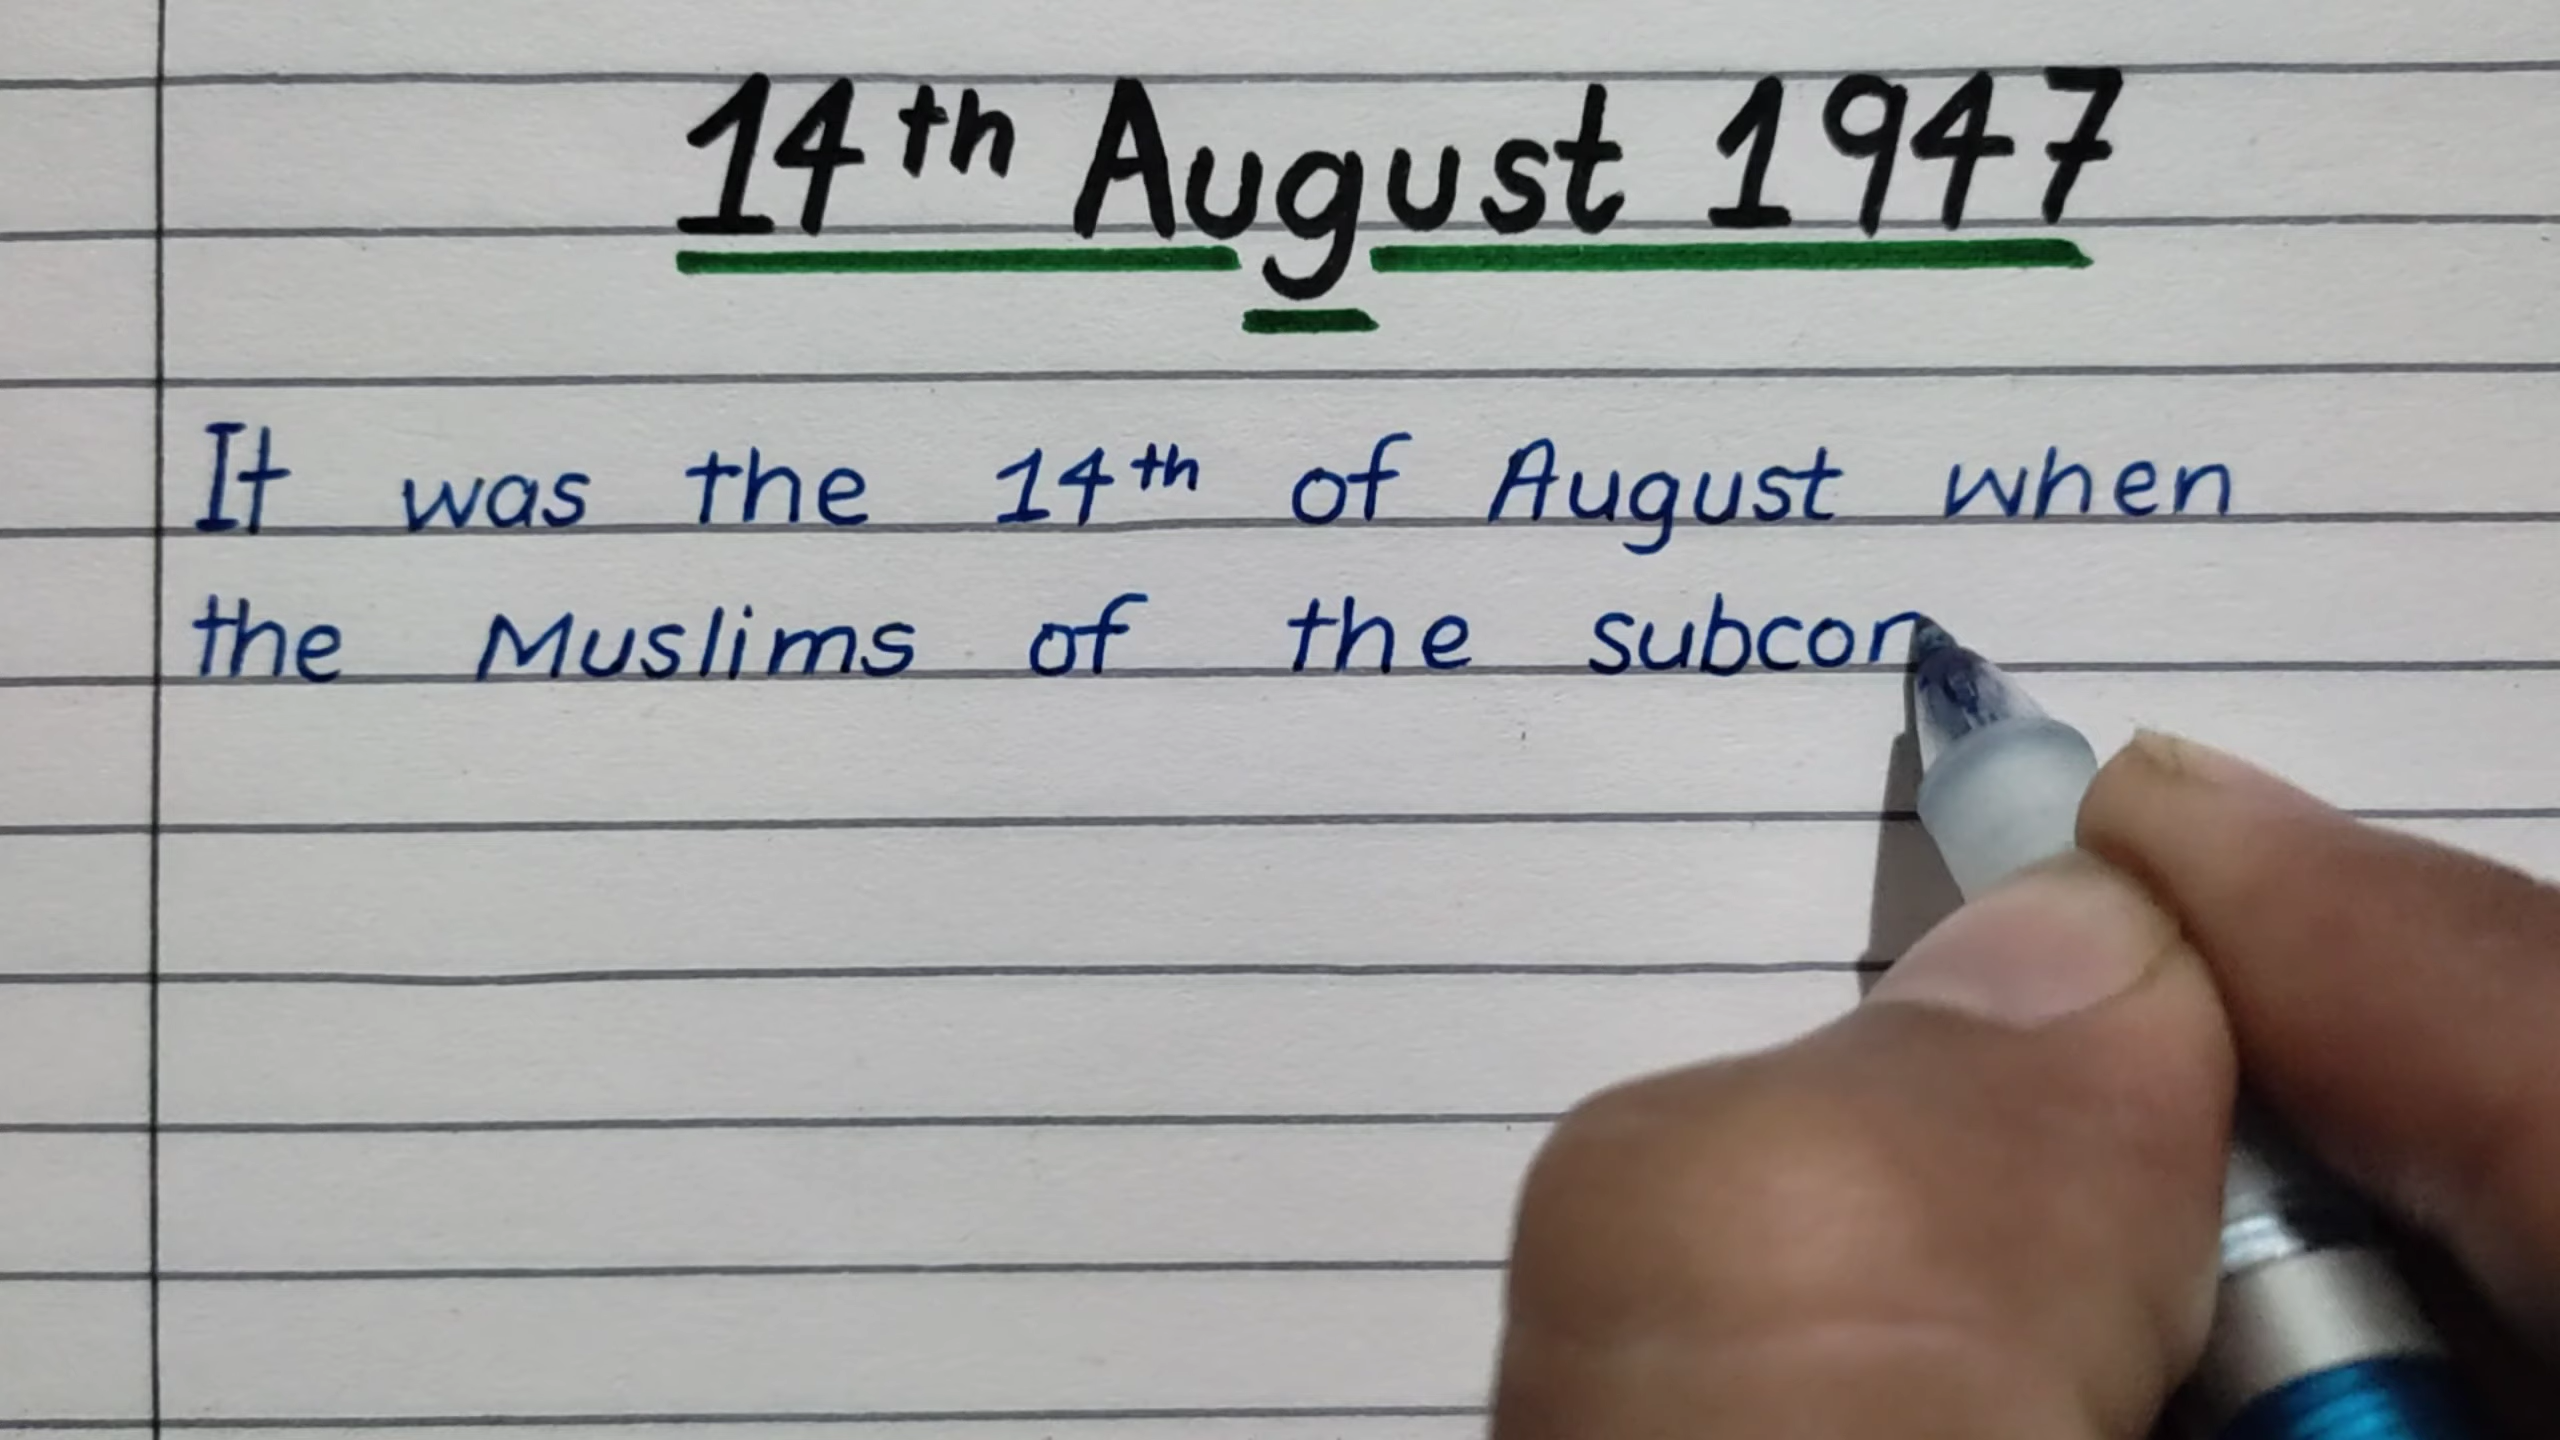 14th August 1947
It was the 14th of August when
the Muslims of the subcon